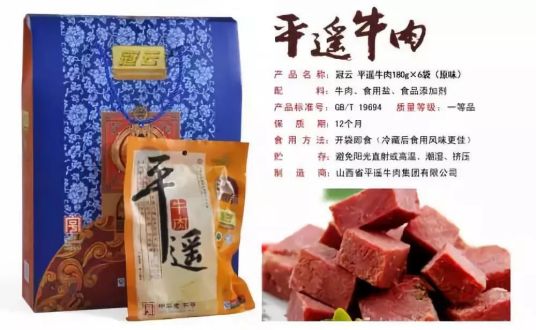 冠云
平遥
牛肉
中华老字号
平遥牛肉
产品名称：冠云 平遥牛肉180g×6袋（原味）
配料：牛肉、食用盐、食品添加剂
产品标准号：GB/T 19694 质量等级：一等品
保质期：12个月
食用方法：开袋即食（冷藏后食用风味更佳）
贮存：避免阳光直射或高温、潮湿、挤压
制造商：山西省平遥牛肉集团有限公司